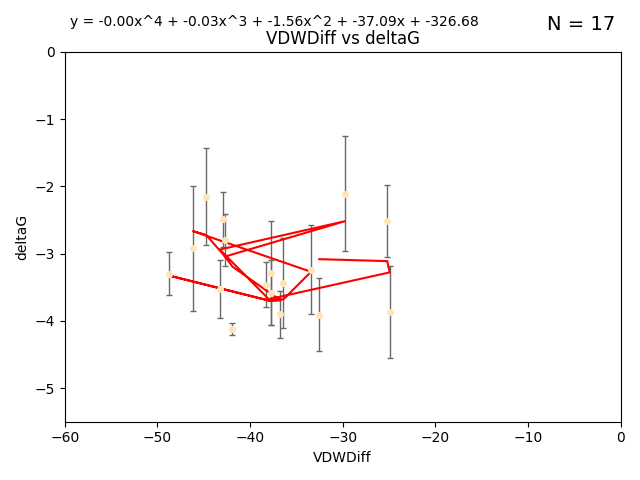 y = -0.00x^4 + -0.03x^3 + -1.56x^2 + -37.09x + -326.68
N = 17
VDWDiff vs deltaG
0
−1
−2
−3
−4
−5
deltaG
−60 −50 −40 −30 −20 −10 0
VDWDiff